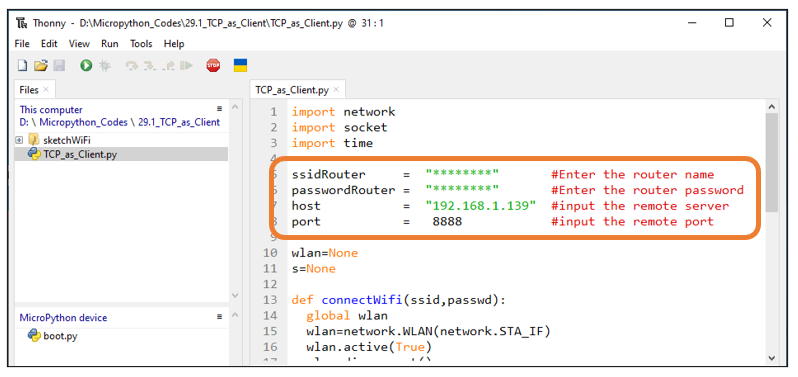 Thonny - D:\Micropython_Codes\29.1_TCP_as_Client\TCP_as_Client.py @ 31 : 1
File Edit View Run Tools Help
STOP
Files
This computer
D: \ Micropython_Codes \ 29.1_TCP_as_Client
sketchWiFi
TCP_as_Client.py
MicroPython device
boot.py
TCP_as_Client.py
1 import network
2 import socket
3 import time
4
5 ssidRouter = "********" #Enter the router name
6 passwordRouter = "********" #Enter the router password
7 host = "192.168.1.139" #input the remote server
8 port = 8888 #input the remote port
9
10 wlan=None
11 s=None
12
13 def connectWifi(ssid,passwd):
14 global wlan
15 wlan=network.WLAN(network.STA_IF)
16 wlan.active(True)